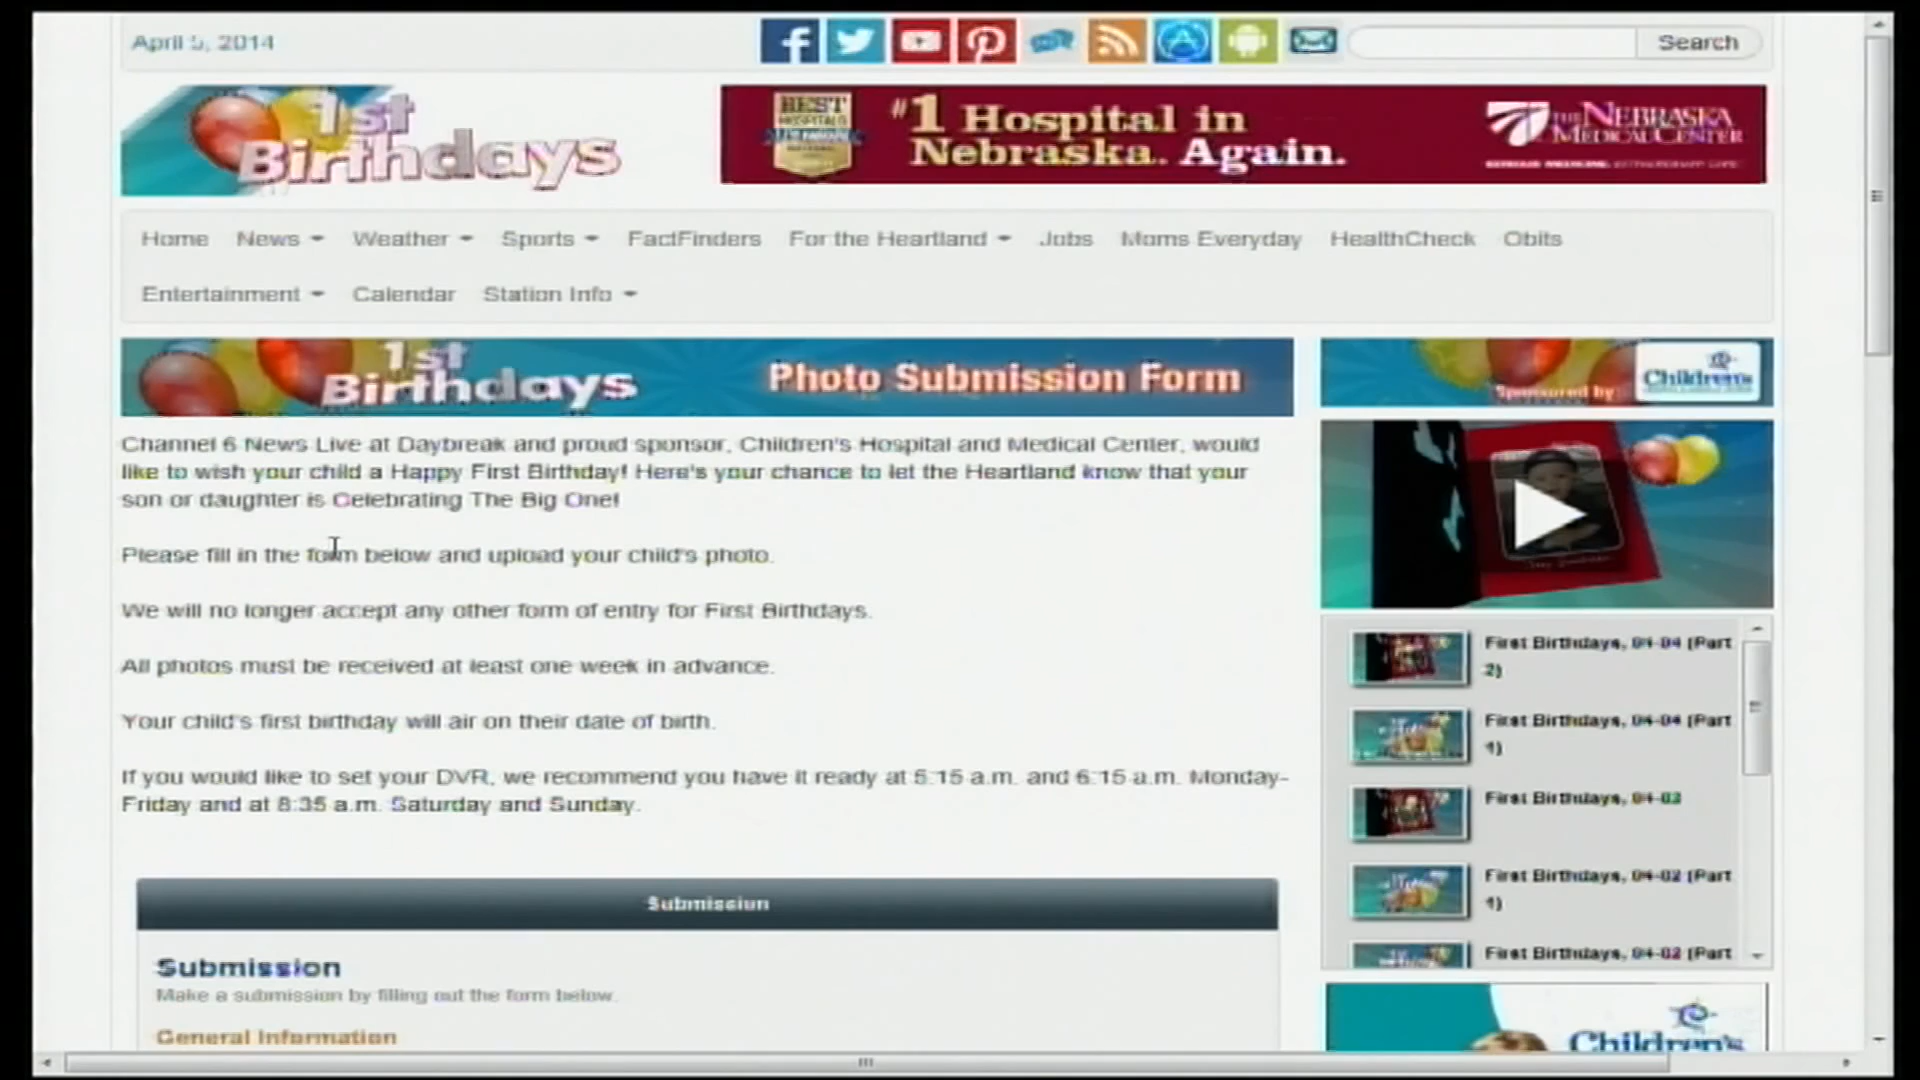 April 5, 2014
Search
1st
Birthdays
BEST
HOSPITALS
#1 Hospital in
Nebraska. Again.
THE NEBRASKA
MEDICAL CENTER
Home News Weather Sports FactFinders For the Heartland Jobs Moms Everyday HealthCheck Obits
Entertainment Calendar Station Info
1st
Birthdays
Photo Submission Form
Sponsored by
Children's
Channel 6 News Live at Daybreak and proud sponsor, Children's Hospital and Medical Center, would
like to wish your child a Happy First Birthday! Here's your chance to let the Heartland know that your
son or daughter is Celebrating The Big One!
Please fill in the form below and upload your child's photo.
We will no longer accept any other form of entry for First Birthdays.
All photos must be received at least one week in advance.
Your child's first birthday will air on their date of birth.
If you would like to set your DVR, we recommend you have it ready at 5:15 a.m. and 6:15 a.m. Monday-
Friday and at 8:35 a.m. Saturday and Sunday.
First Birthdays, 04-04 (Part
2)
First Birthdays, 04-04 (Part
1)
First Birthdays, 04-03
First Birthdays, 04-02 (Part
1)
First Birthdays, 04-02 (Part
Submission
Submission
Make a submission by filling out the form below.
General Information
Children's